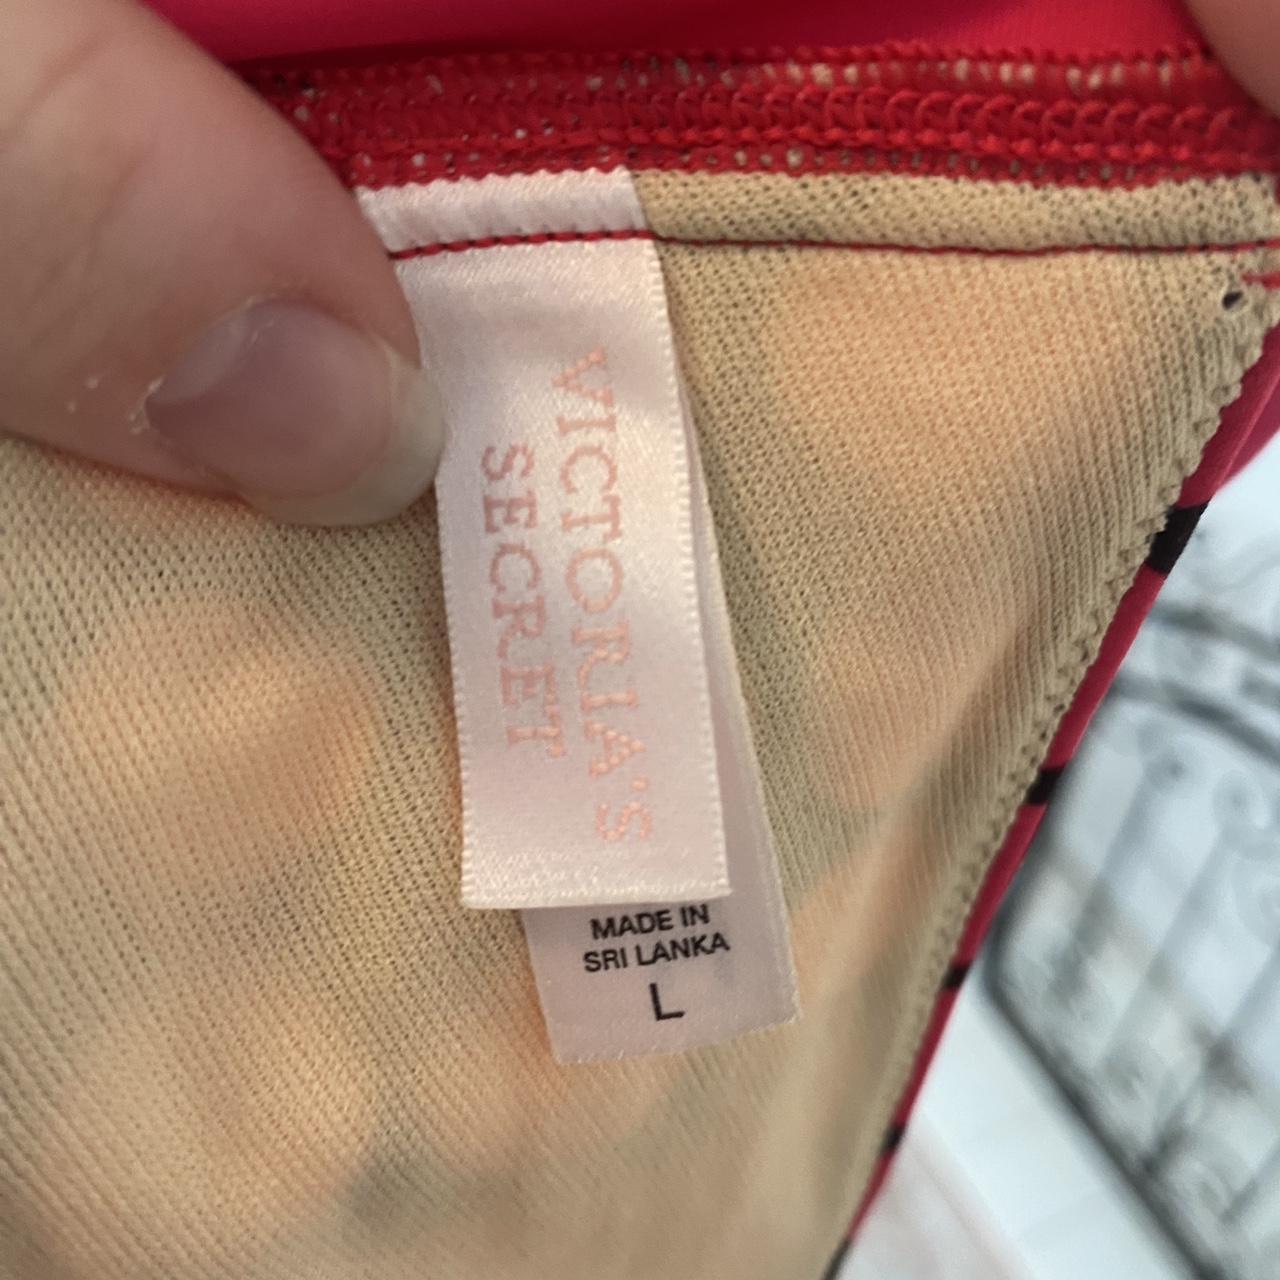 VICTORIA'S
SECRET
MADE IN
SRI LANKA
L